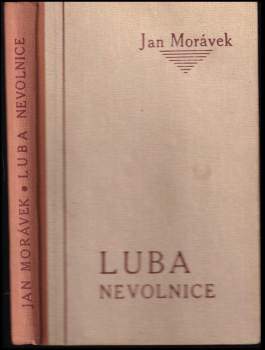 JAN MORÁVEK • LUBA NEVOLNICE
Jan Morávek
LUBA
NEVOLNICE